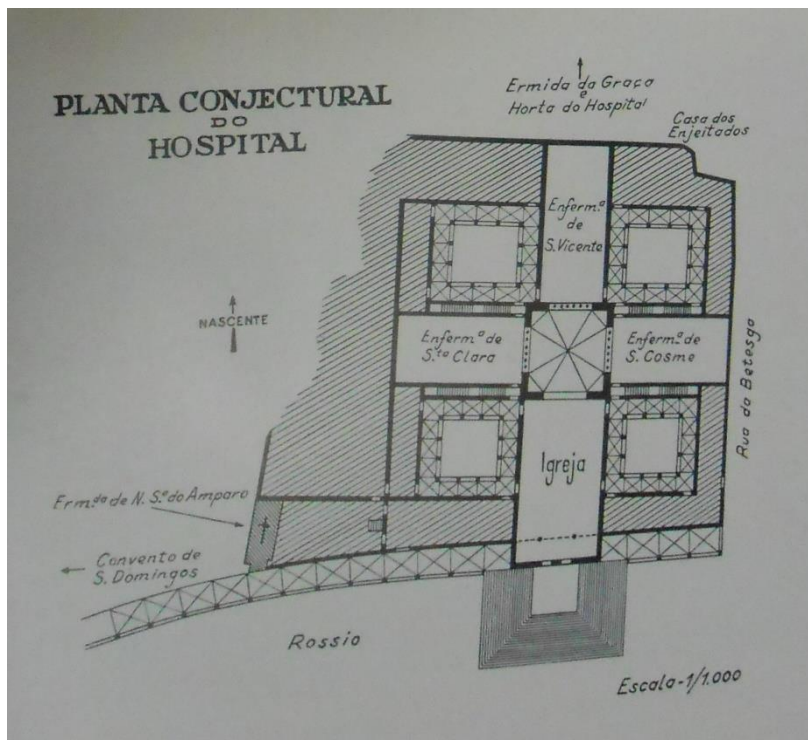 PLANTA CONJECTURAL
DO
HOSPITAL
Ermida da Graça
e
Horta do Hospital
Casa dos
Enjeitados
Enferm.ª
de
S. Vicente
NASCENTE
Enferm.ª de
S.ta Clara
Enferm.ª de
S. Cosme
Rua da Betesga
Igreja
Erm.da de N. S.ª do Amparo
Convento de
S. Domingos
Rossio
Escala-1/1.000